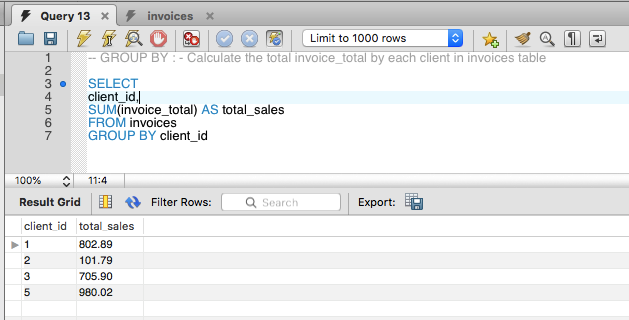 Query 13 invoices
Limit to 1000 rows
1 -- GROUP BY : - Calculate the total invoice_total by each client in invoices table
2
3 SELECT
4 client_id,
5 SUM(invoice_total) AS total_sales
6 FROM invoices
7 GROUP BY client_id
100% 11:4
Result Grid Filter Rows: Search Export:
client_id total_sales
1 802.89
2 101.79
3 705.90
5 980.02